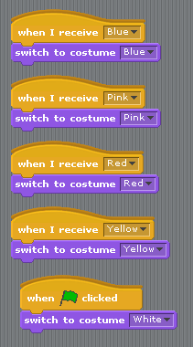 when I receive Blue
switch to costume Blue
when I receive Pink
switch to costume Pink
when I receive Red
switch to costume Red
when I receive Yellow
switch to costume Yellow
when clicked
switch to costume White